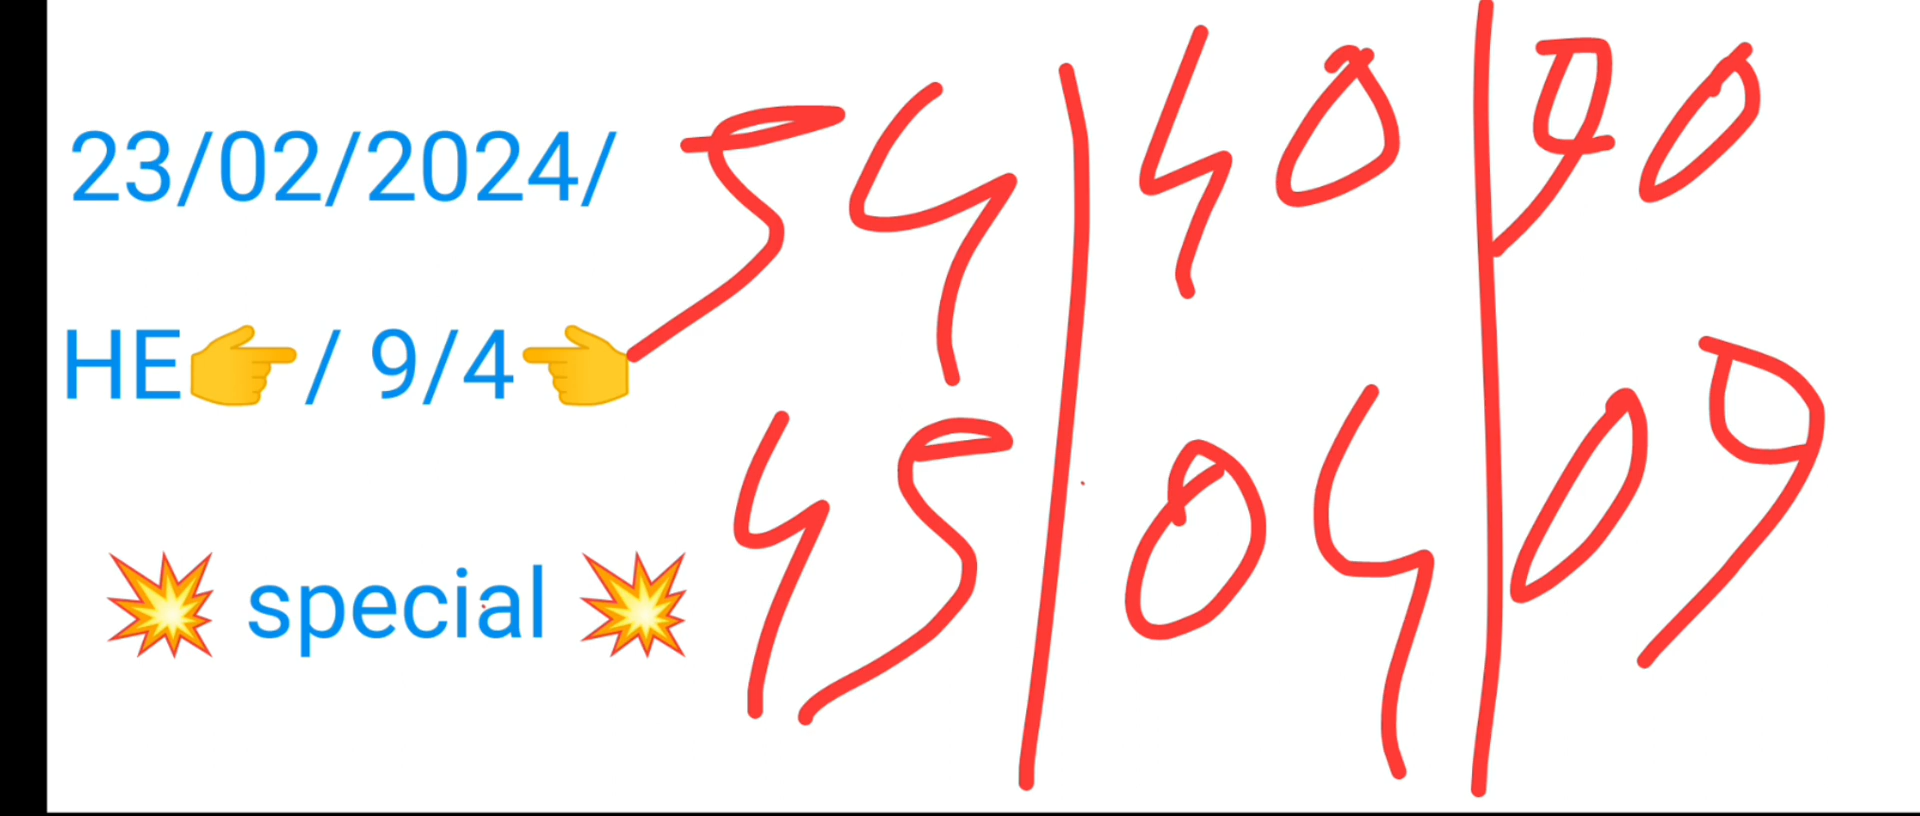 23/02/2024/
HE👉/ 9/4👈
💥 special 💥
54 | 40 | 90
45 | 04 | 09